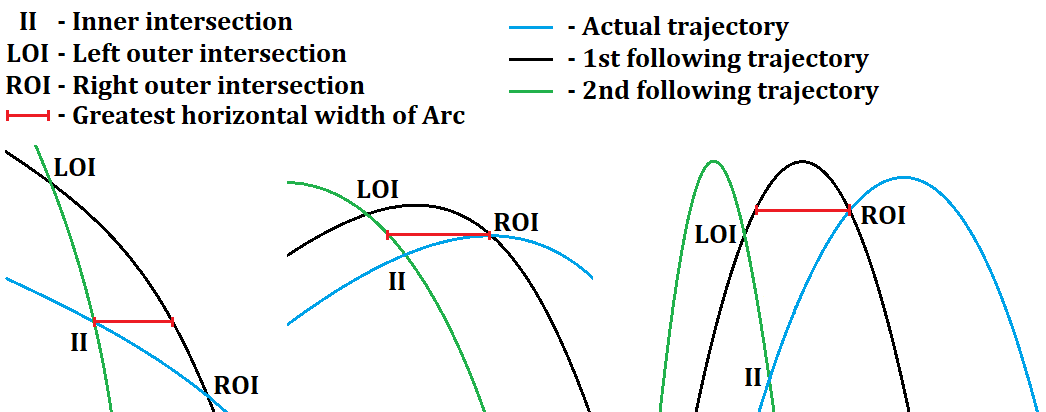 II - Inner intersection
LOI - Left outer intersection
ROI - Right outer intersection
- Greatest horizontal width of Arc
- Actual trajectory
- 1st following trajectory
- 2nd following trajectory
LOI
II
ROI
LOI
ROI
II
LOI
ROI
II